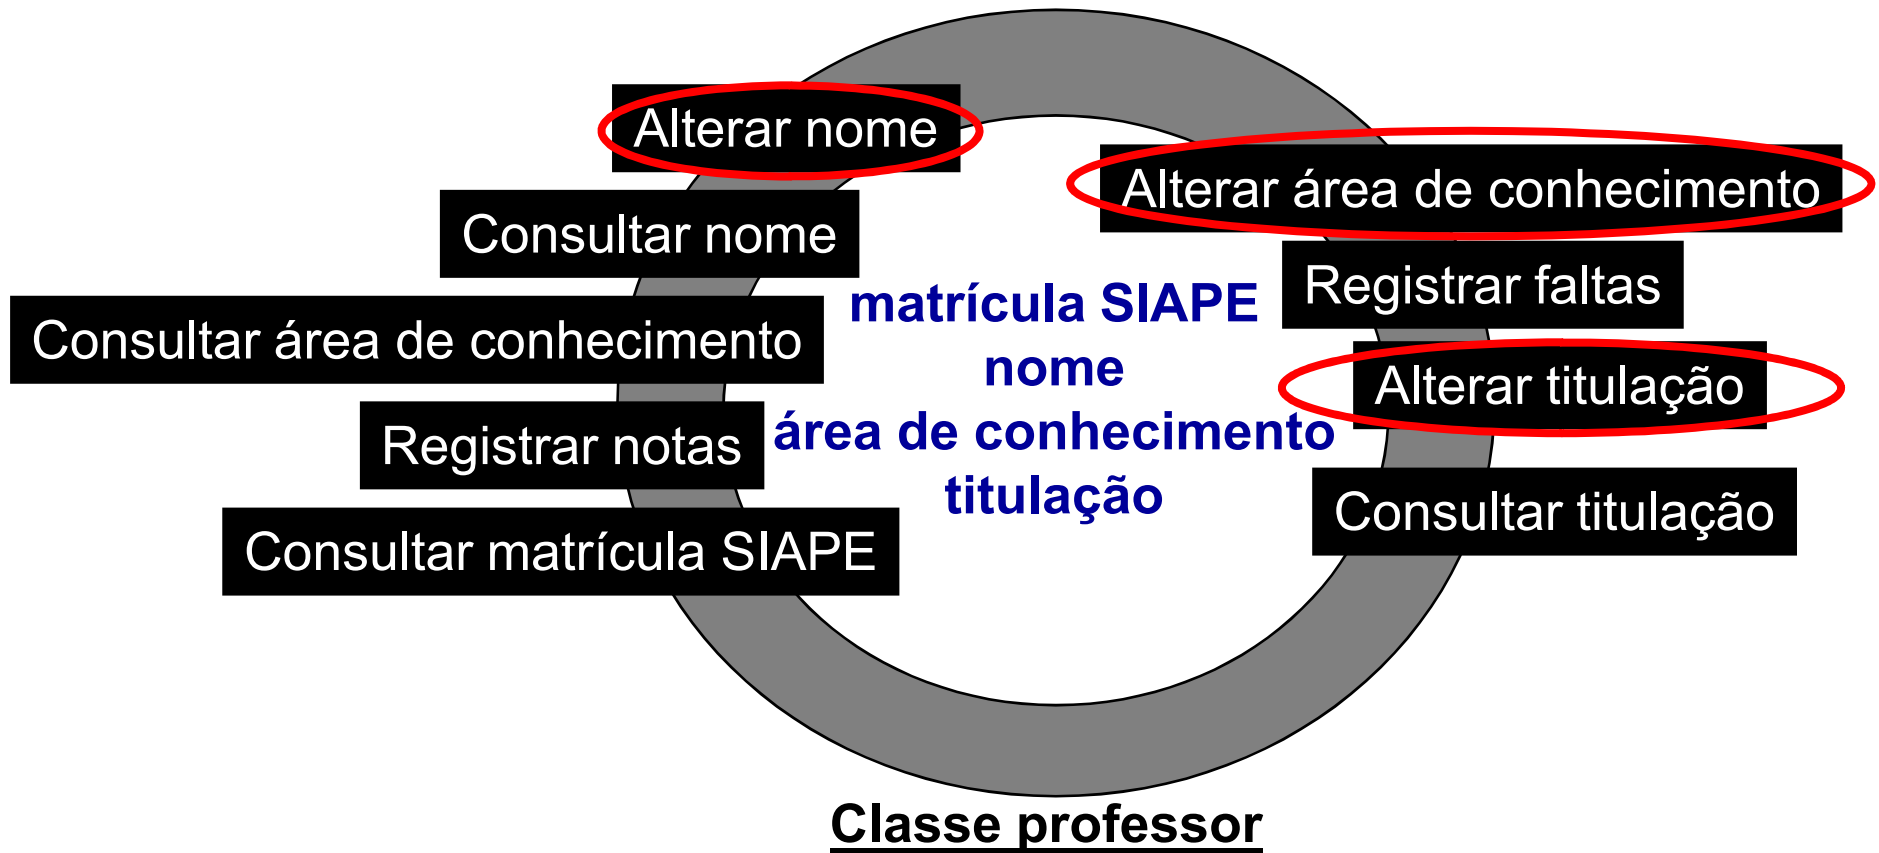 Alterar nome
Consultar nome
Consultar área de conhecimento
Registrar notas
Consultar matrícula SIAPE
matrícula SIAPE
nome
área de conhecimento
titulação
Alterar área de conhecimento
Registrar faltas
Alterar titulação
Consultar titulação
Classe professor